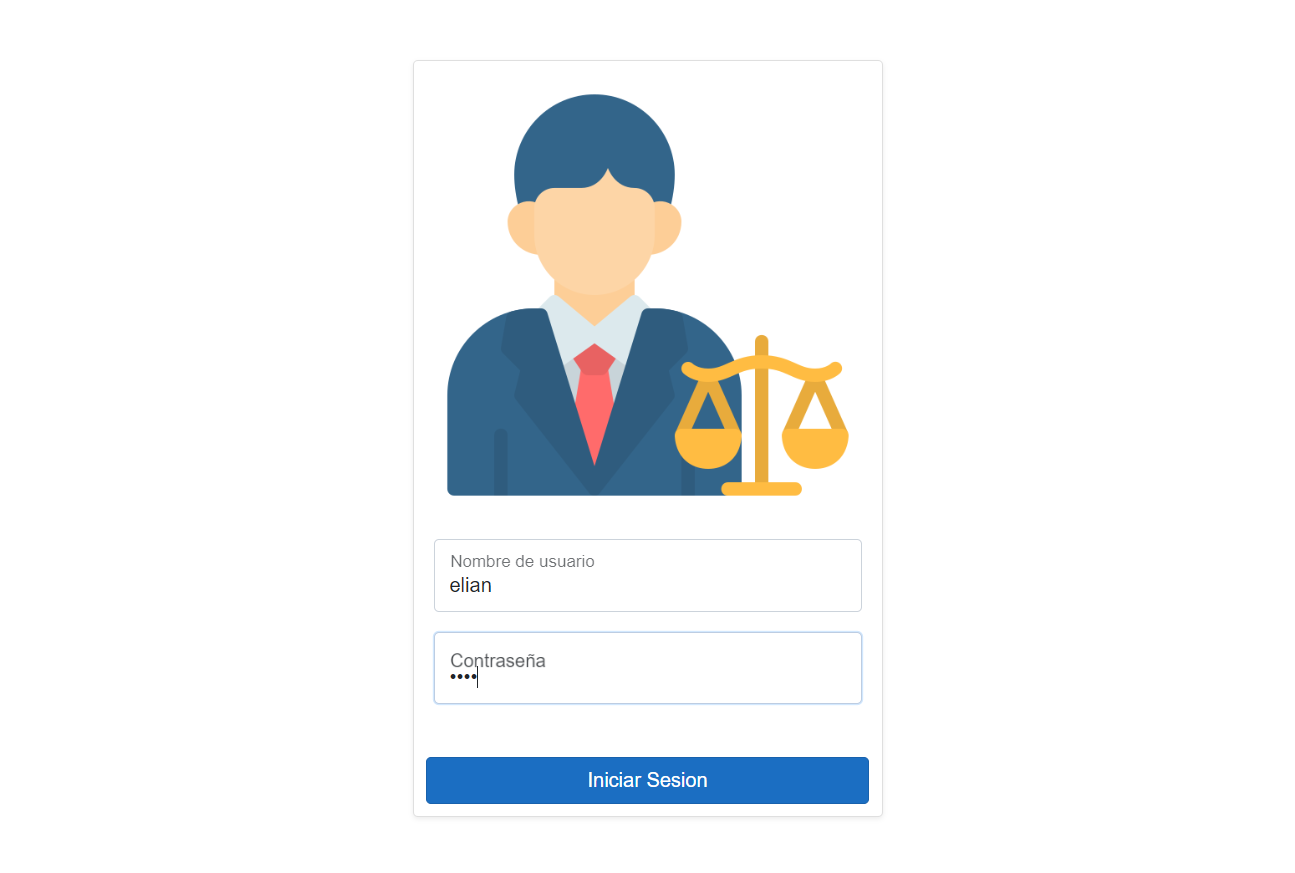 Nombre de usuario
elian
Contraseña
••••
Iniciar Sesion